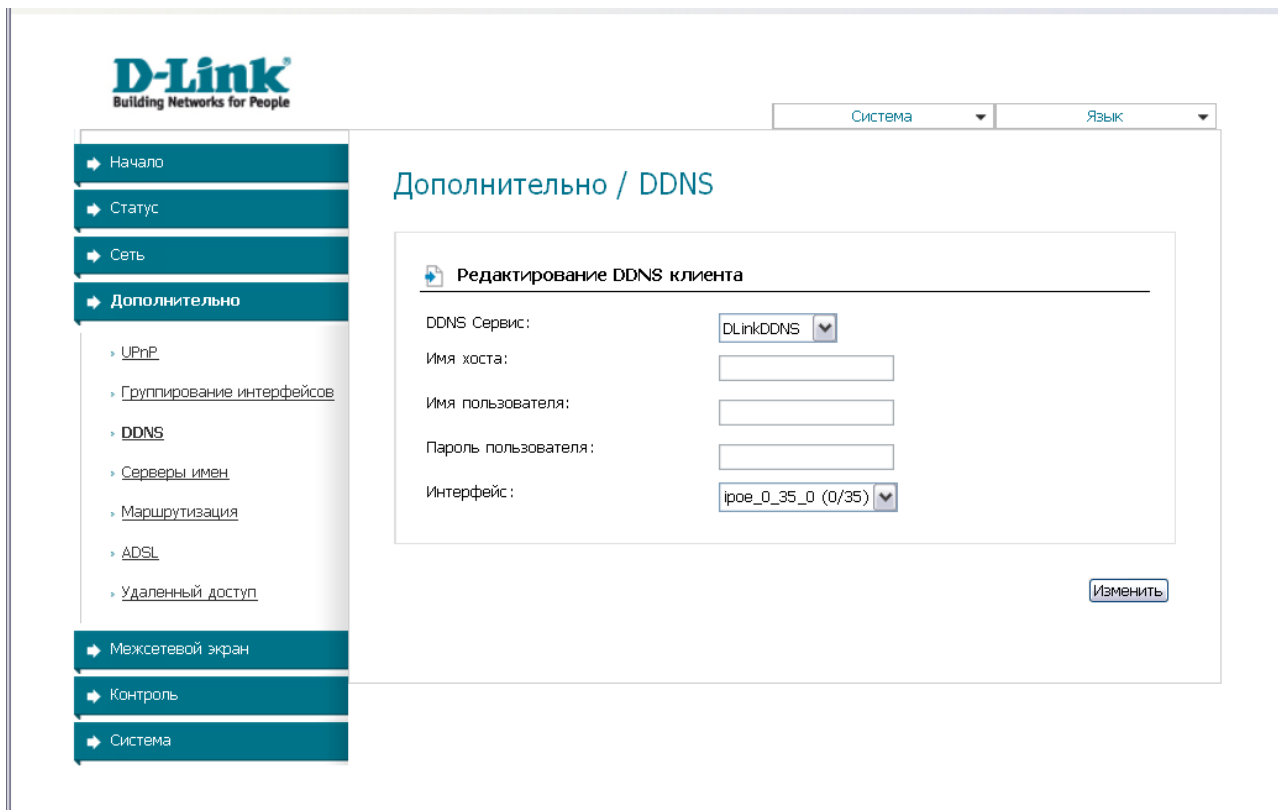 D-Link®
Building Networks for People
Система
Язык
Начало
Статус
Сеть
Дополнительно
UPnP
Группирование интерфейсов
DDNS
Серверы имен
Маршрутизация
ADSL
Удаленный доступ
Межсетевой экран
Контроль
Система
Дополнительно / DDNS
Редактирование DDNS клиента
DDNS Сервис:
DLinkDDNS
Имя хоста:
Имя пользователя:
Пароль пользователя:
Интерфейс:
ipoe_0_35_0 (0/35)
Изменить